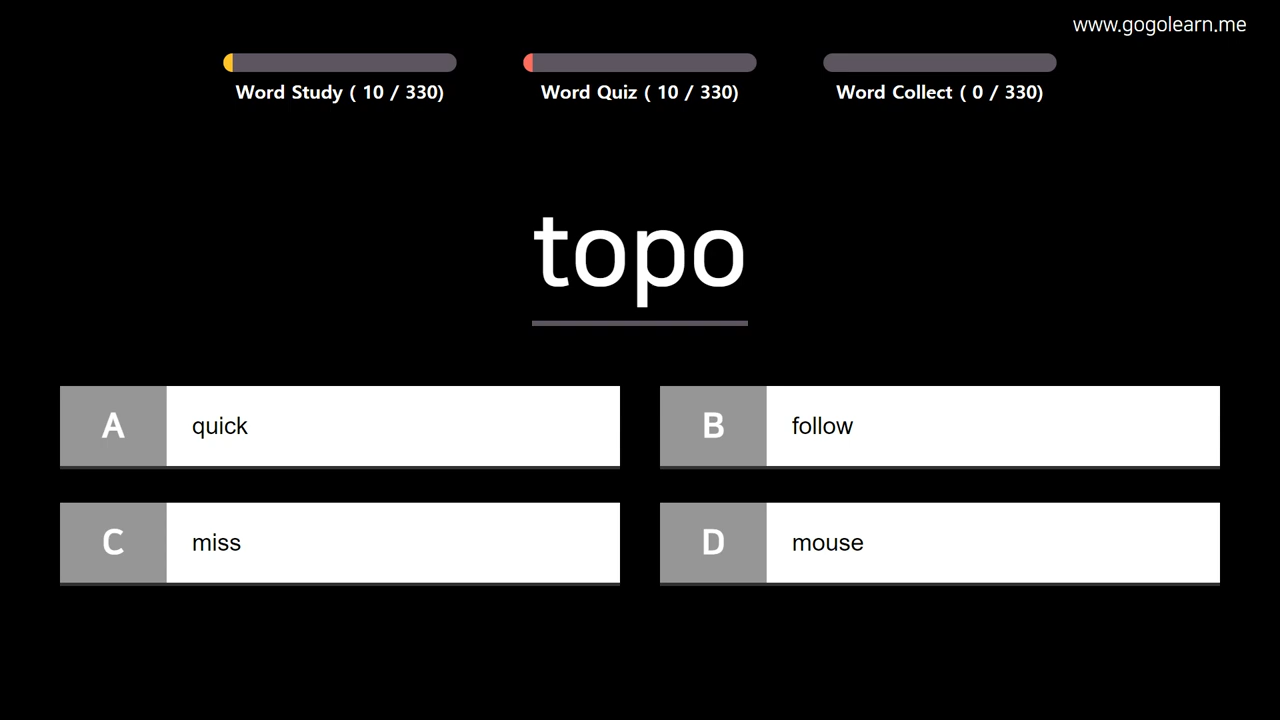 www.gogolearn.me
Word Study ( 10 / 330)
Word Quiz ( 10 / 330)
Word Collect ( 0 / 330)
topo
A quick
B follow
C miss
D mouse